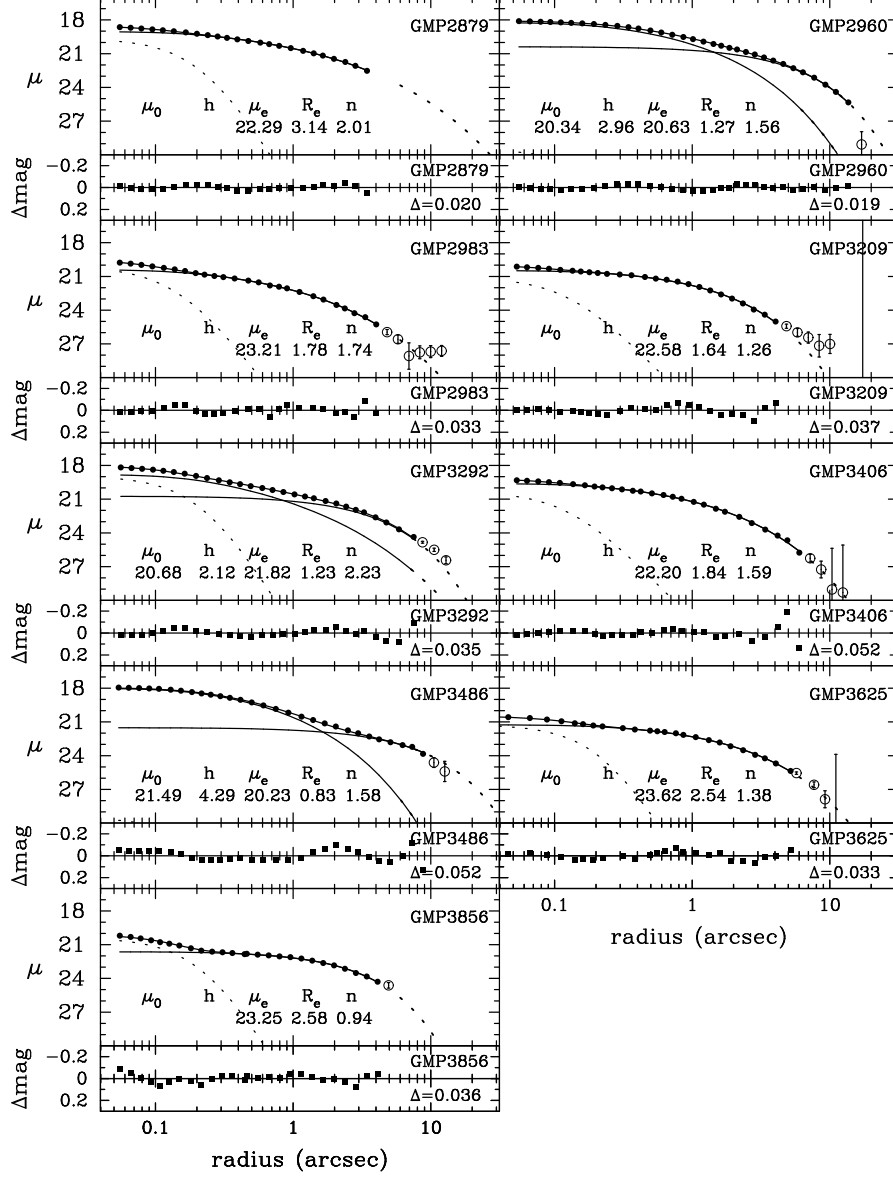 18 21 24 27 μ GMP2879
μ0 h μe Re n
22.29 3.14 2.01
GMP2960
μ0 h μe Re n
20.34 2.96 20.63 1.27 1.56
−0.2 0 0.2 Δmag GMP2879
Δ=0.020
GMP2960
Δ=0.019
18 21 24 27 μ GMP2983
μ0 h μe Re n
23.21 1.78 1.74
GMP3209
μ0 h μe Re n
22.58 1.64 1.26
−0.2 0 0.2 Δmag GMP2983
Δ=0.033
GMP3209
Δ=0.037
18 21 24 27 μ GMP3292
μ0 h μe Re n
20.68 2.12 21.82 1.23 2.23
GMP3406
μ0 h μe Re n
22.20 1.84 1.59
−0.2 0 0.2 Δmag GMP3292
Δ=0.035
GMP3406
Δ=0.052
18 21 24 27 μ GMP3486
μ0 h μe Re n
21.49 4.29 20.23 0.83 1.58
GMP3625
μ0 h μe Re n
23.62 2.54 1.38
−0.2 0 0.2 Δmag GMP3486
Δ=0.052
GMP3625
Δ=0.033
0.1 1 10
radius (arcsec)
18 21 24 27 μ GMP3856
μ0 h μe Re n
23.25 2.58 0.94
−0.2 0 0.2 Δmag GMP3856
Δ=0.036
0.1 1 10
radius (arcsec)